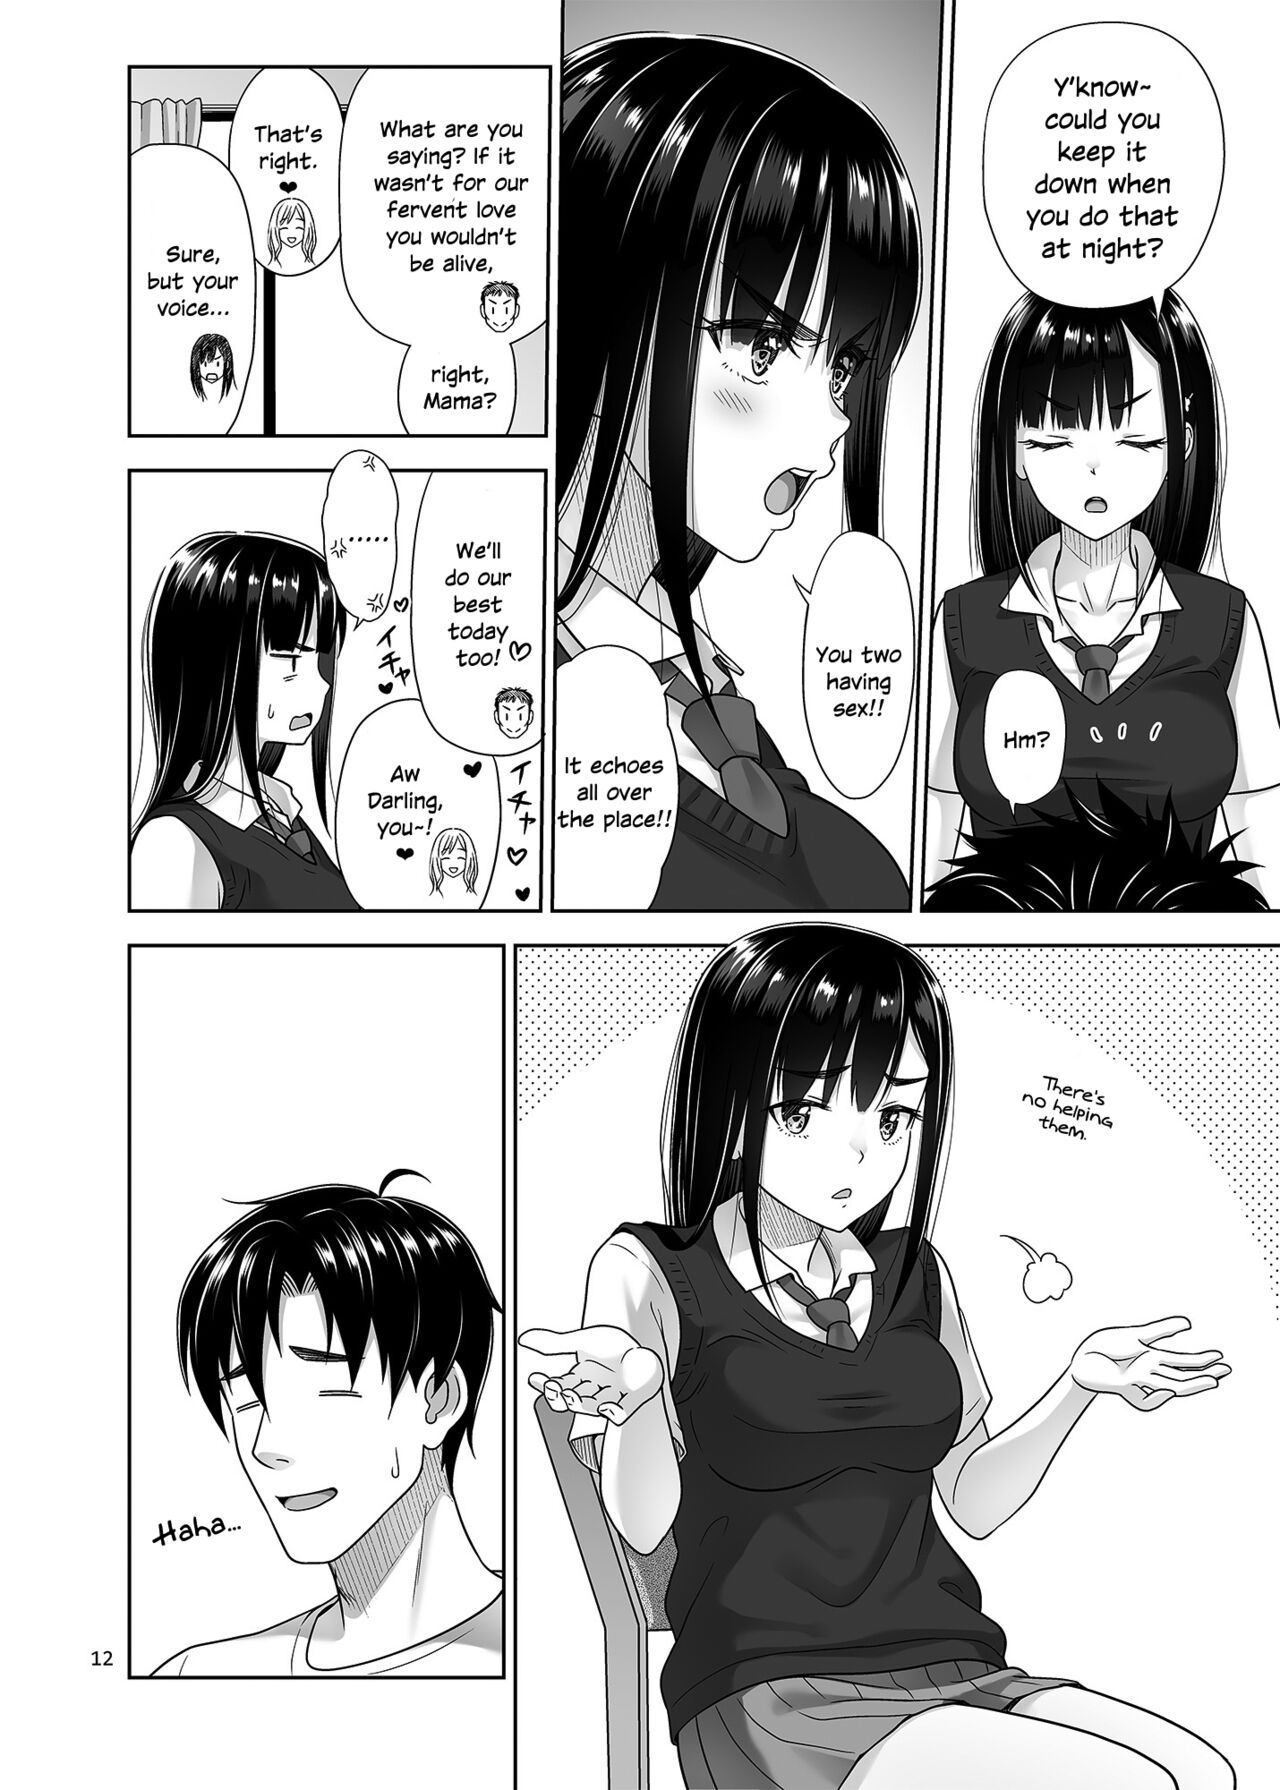 Y'know~
could you
keep it
down when
you do that
at night?
Hm?
You two
having
sex!!
It echoes
all over
the place!!
What are you
saying? If it
wasn't for our
fervent love
you wouldn't
be alive,
right,
Mama?
That's
right.
♥
Sure,
but your
voice...
We'll
do our
best
today
too! ♡
......
イチャ
Aw
Darling,
you~!
♥
イチャ
There's
no helping
them.
Haha...
12